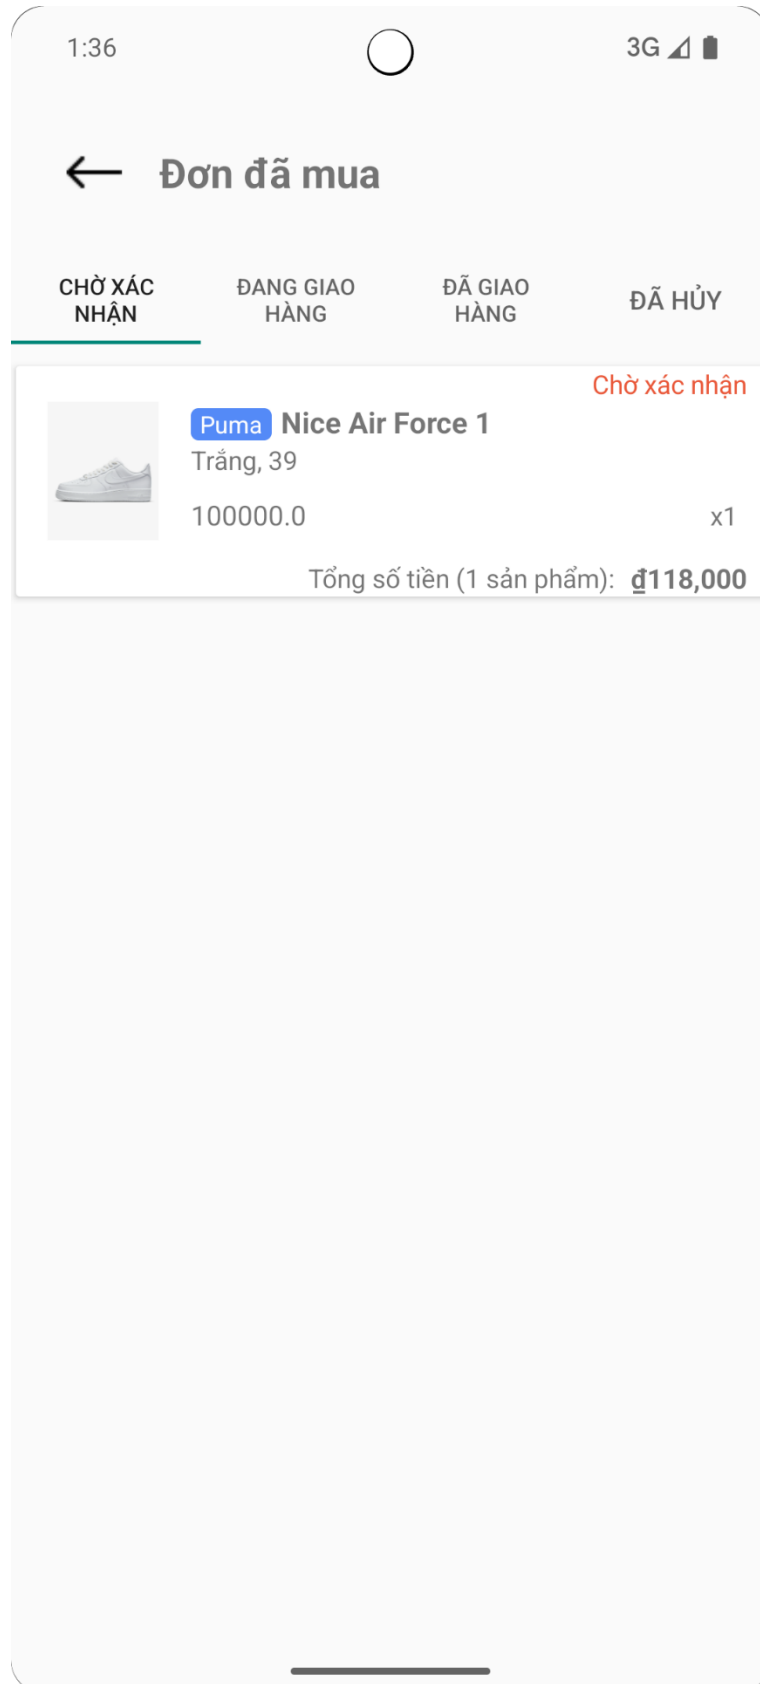 1:36 3G
Đơn đã mua
CHỜ XÁC
NHẬN
ĐANG GIAO
HÀNG
ĐÃ GIAO
HÀNG
ĐÃ HỦY
Chờ xác nhận
Puma Nice Air Force 1
Trắng, 39
100000.0 x1
Tổng số tiền (1 sản phẩm): ₫118,000